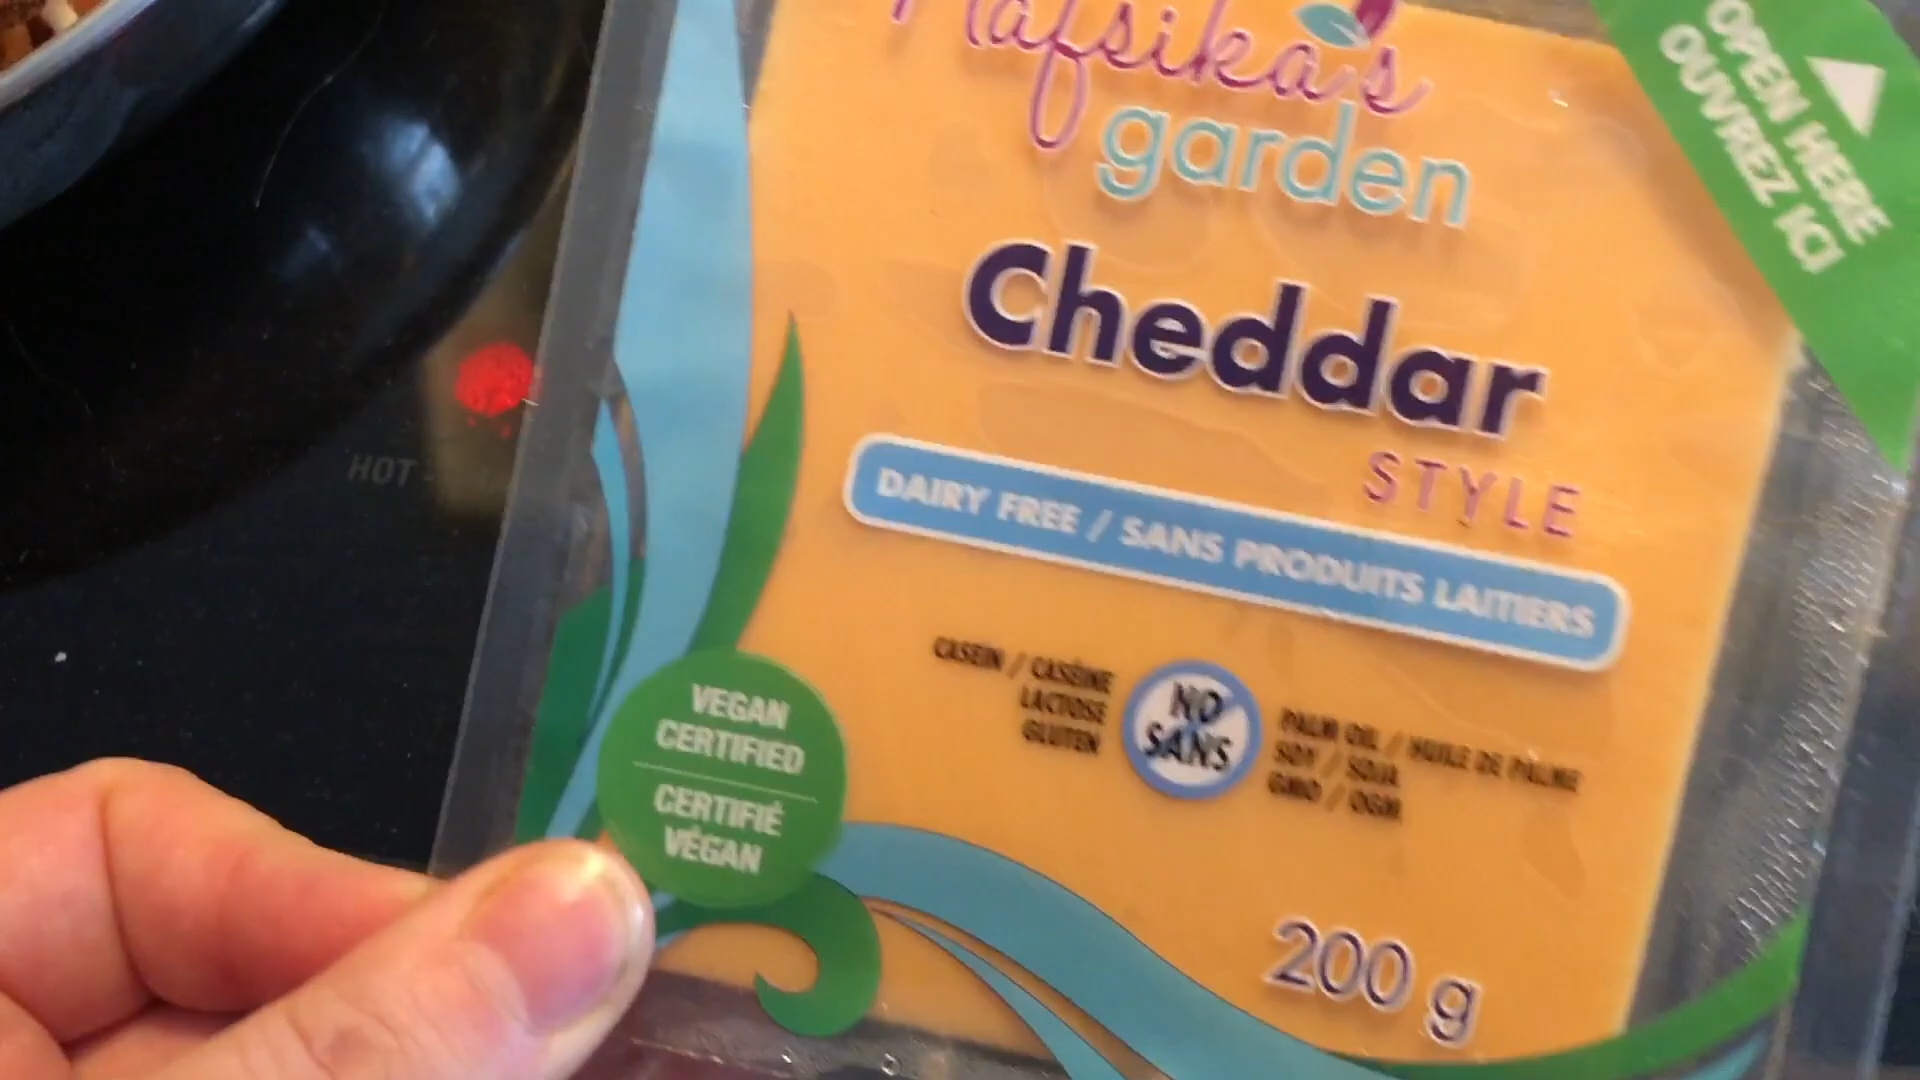 Nafsika's
garden
Cheddar
STYLE
DAIRY FREE / SANS PRODUITS LAITIERS
CASEIN / CASÉINE
LACTOSE
GLUTEN
NO
SANS
PALM OIL / HUILE DE PALME
SOY / SOJA
GMO / OGM
VEGAN
CERTIFIED
CERTIFIÉ
VÉGAN
200 g
OPEN HERE
OUVREZ ICI
HOT -